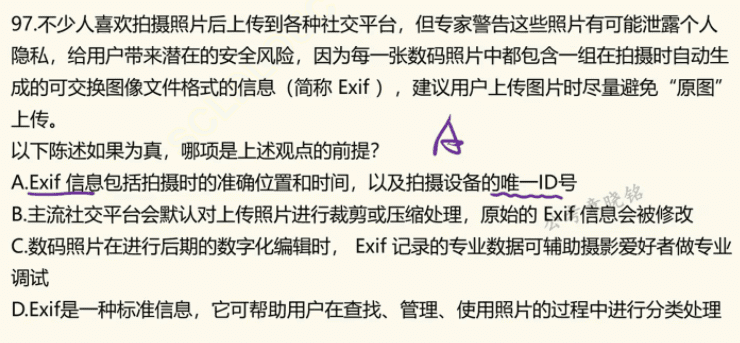 97.不少人喜欢拍摄照片后上传到各种社交平台，但专家警告这些照片有可能泄露个人
隐私，给用户带来潜在的安全风险，因为每一张数码照片中都包含一组在拍摄时自动生
成的可交换图像文件格式的信息（简称 Exif ），建议用户上传图片时尽量避免“原图”
上传。
A
以下陈述如果为真，哪项是上述观点的前提？
A.Exif 信息包括拍摄时的准确位置和时间，以及拍摄设备的唯一ID号
B.主流社交平台会默认对上传照片进行裁剪或压缩处理，原始的 Exif 信息会被修改
C.数码照片在进行后期的数字化编辑时， Exif 记录的专业数据可辅助摄影爱好者做专业
调试
D.Exif是一种标准信息，它可帮助用户在查找、管理、使用照片的过程中进行分类处理